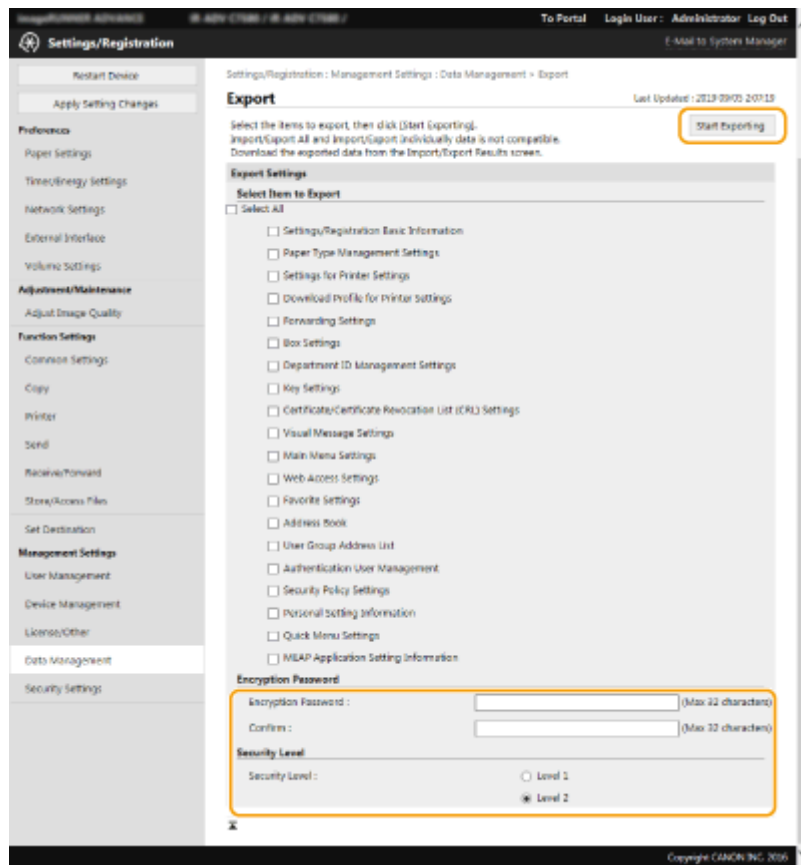 To Portal Login User : Administrator Log Out
Settings/Registration
E-Mail to System Manager
Restart Device
Apply Setting Changes
Preferences
Paper Settings
Timer/Energy Settings
Network Settings
External Interface
Volume Settings
Adjustment/Maintenance
Adjust Image Quality
Function Settings
Common Settings
Copy
Printer
Send
Receive/Forward
Store/Access Files
Set Destination
Management Settings
User Management
Device Management
License/Other
Data Management
Security Settings
Settings/Registration : Management Settings : Data Management > Export
Export
Last Updated : 2019 09/05 2:07:19
Select the items to export, then click [Start Exporting].
Import/Export All and Import/Export Individually data is not compatible.
Download the exported data from the Import/Export Results screen.
Start Exporting
Export Settings
Select Item to Export
Select All
Settings/Registration Basic Information
Paper Type Management Settings
Settings for Printer Settings
Download Profile for Printer Settings
Forwarding Settings
Box Settings
Department ID Management Settings
Key Settings
Certificate/Certificate Revocation List (CRL) Settings
Visual Message Settings
Main Menu Settings
Web Access Settings
Favorite Settings
Address Book
User Group Address List
Authentication User Management
Security Policy Settings
Personal Setting Information
Quick Menu Settings
MEAP Application Setting Information
Encryption Password
Encryption Password :
(Max 32 characters)
Confirm :
(Max 32 characters)
Security Level
Security Level :
Level 1
Level 2
Copyright CANON INC. 2016